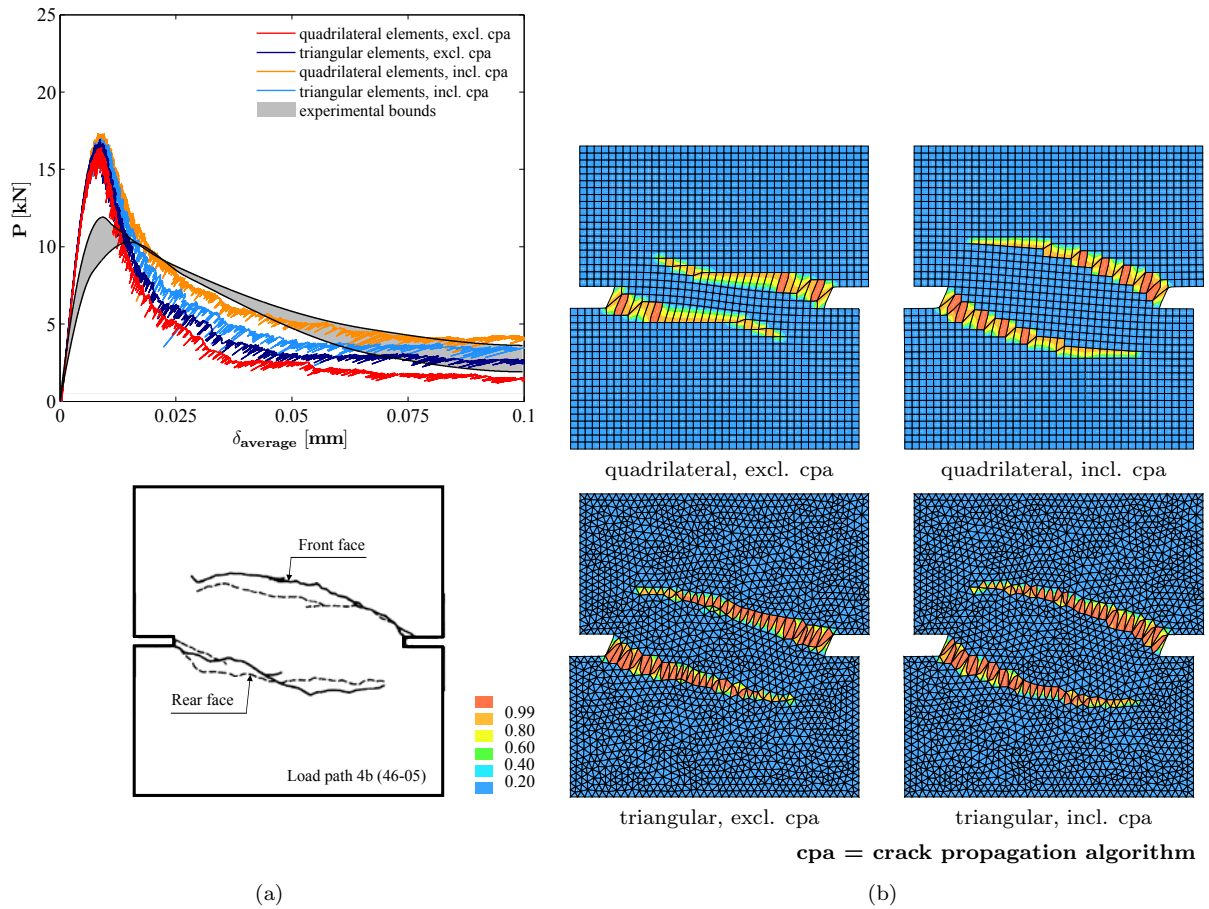 25
20
15
10
5
0
P [kN]
quadrilateral elements, excl. cpa
triangular elements, excl. cpa
quadrilateral elements, incl. cpa
triangular elements, incl. cpa
experimental bounds
0
0.025
0.05
0.075
0.1
δaverage [mm]
Front face
Rear face
Load path 4b (46-05)
0.99
0.80
0.60
0.40
0.20
quadrilateral, excl. cpa
quadrilateral, incl. cpa
triangular, excl. cpa
triangular, incl. cpa
cpa = crack propagation algorithm
(a)
(b)